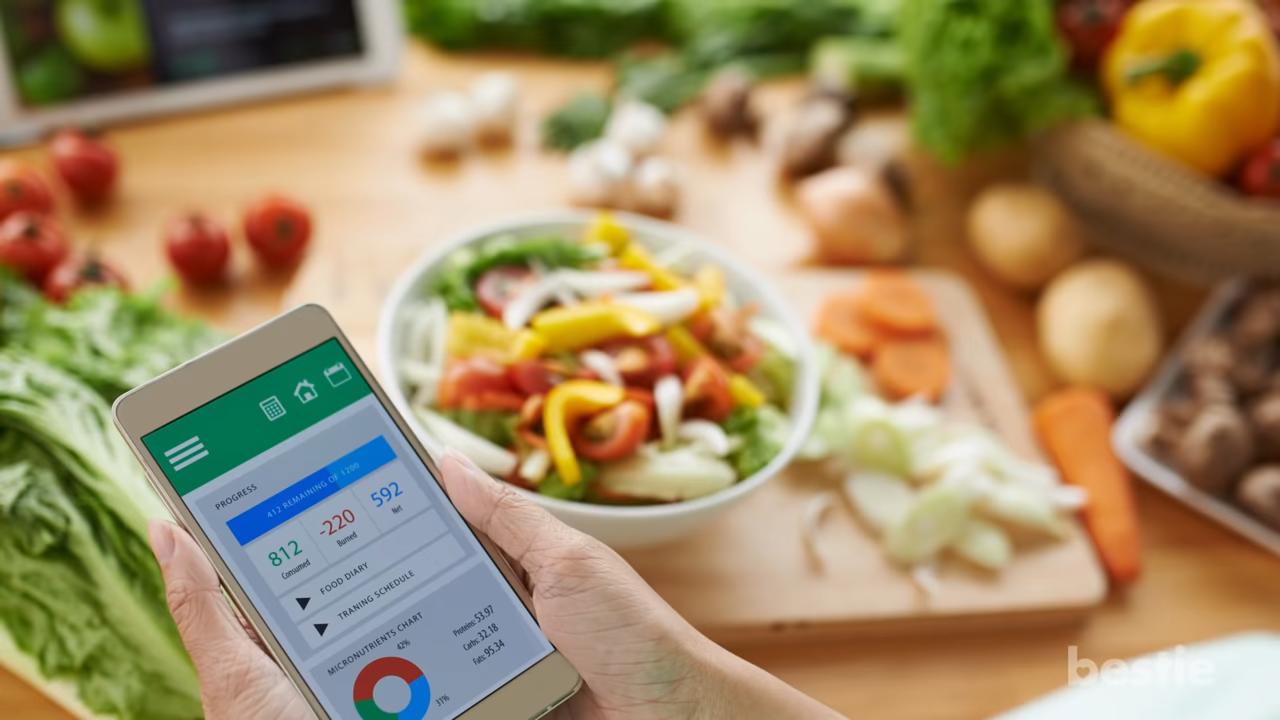 PROGRESS
412 REMAINING OF 1200
812
Consumed
-220
Burned
592
Net
FOOD DIARY
TRANING SCHEDULE
MICRONUTRIENTS CHART
42%
31%
Proteins: 53.97
Carbs: 32.18
Fats: 95.34
bestie